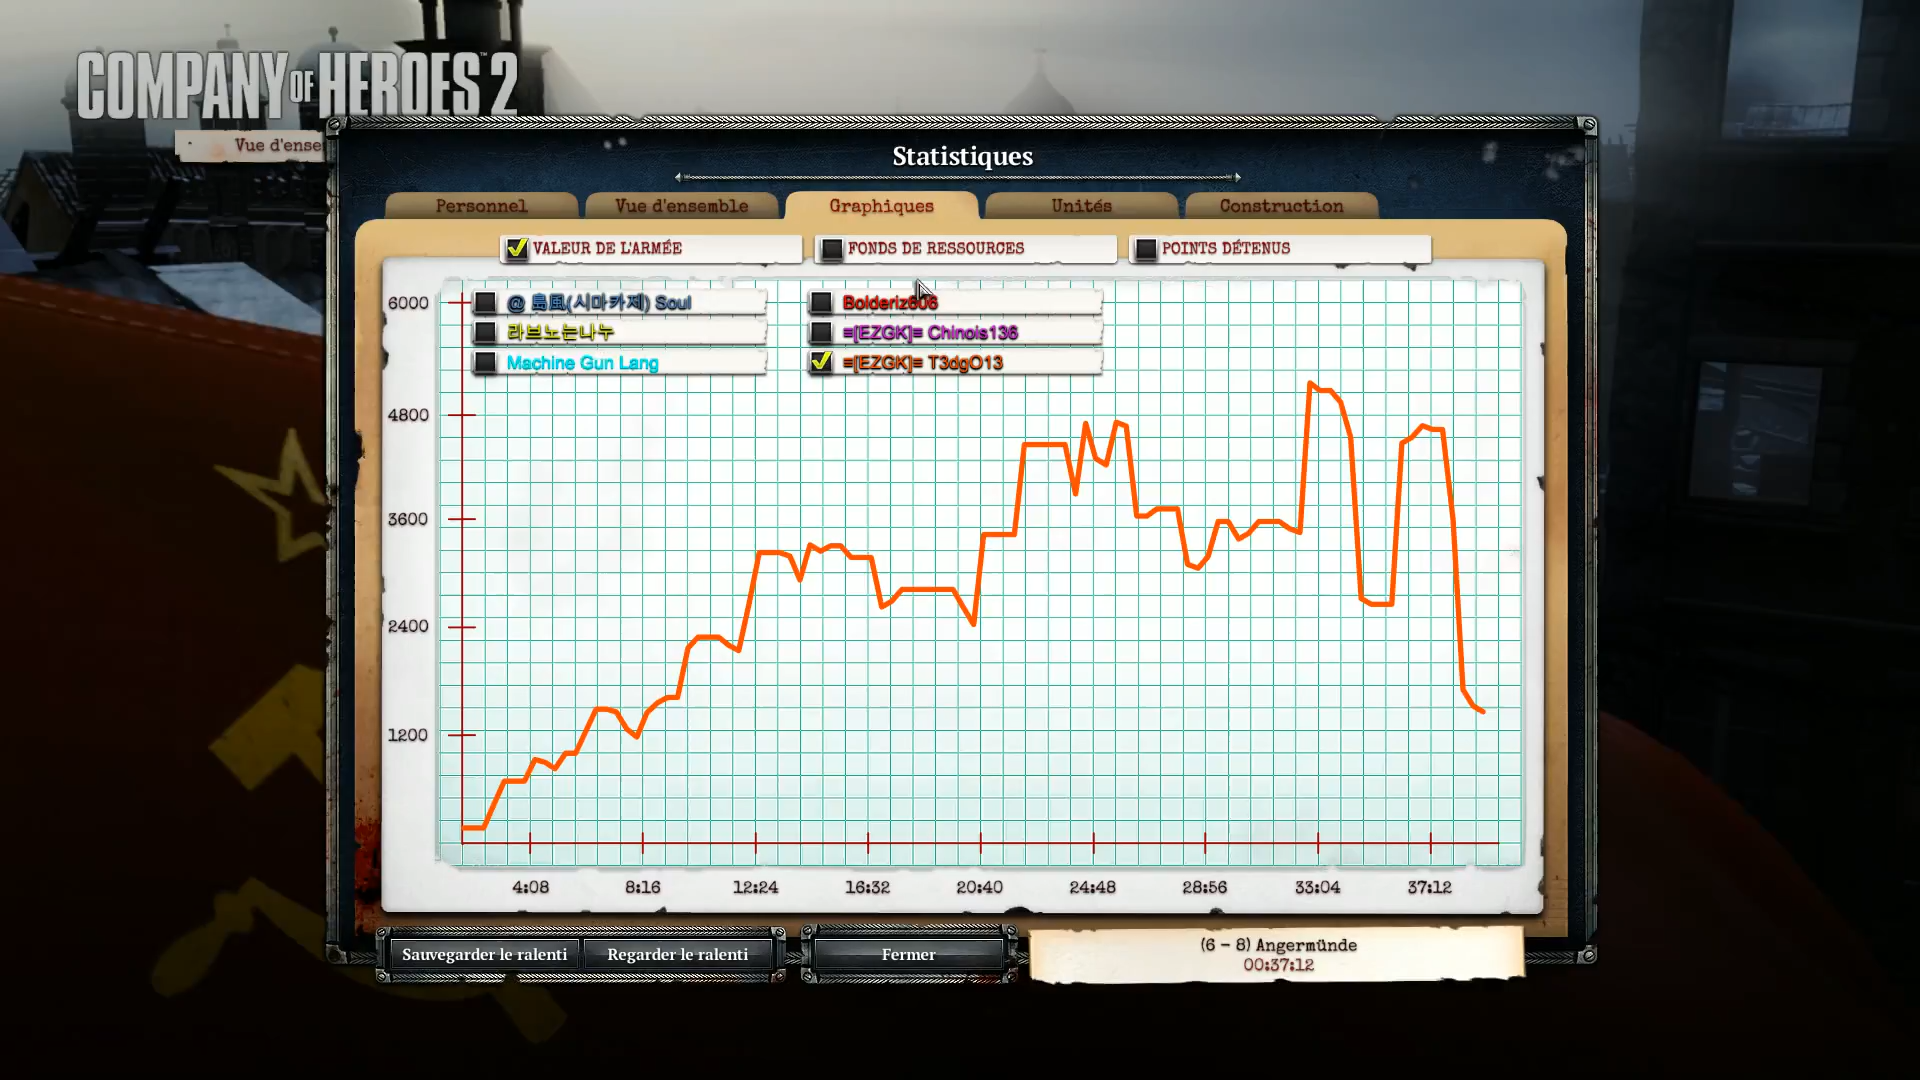 COMPANY OF HEROES™ 2
Vue d'ense
Statistiques
Personnel
Vue d'ensemble
Graphiques
Unités
Construction
VALEUR DE L'ARMÉE
FONDS DE RESSOURCES
POINTS DÉTENUS
@ 島風(시마카제) Soul
Bolderiz606
라브노는나누
≡[EZGK]≡ Chinois136
Machine Gun Lang
≡[EZGK]≡ T3dgO13
6000
4800
3600
2400
1200
4:08
8:16
12:24
16:32
20:40
24:48
28:56
33:04
37:12
Sauvegarder le ralenti
Regarder le ralenti
Fermer
(6 - 8) Angermünde
00:37:12